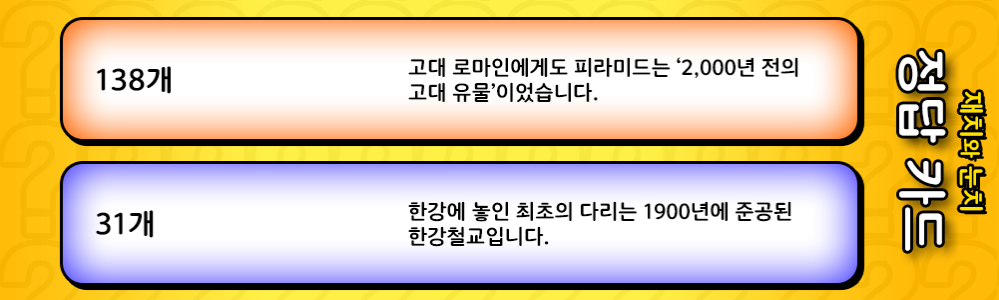 138개
고대 로마인에게도 피라미드는 ‘2,000년 전의
고대 유물’이었습니다.
31개
한강에 놓인 최초의 다리는 1900년에 준공된
한강철교입니다.
재치와 눈치
정답 카드